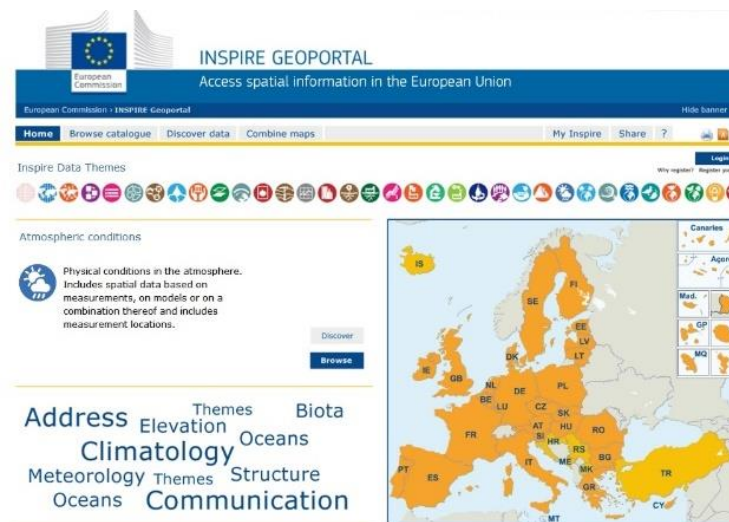 European
Commission
INSPIRE GEOPORTAL
Access spatial information in the European Union
European Commission › INSPIRE Geoportal
Hide banner
Home Browse catalogue Discover data Combine maps My Inspire Share ?
Login
Inspire Data Themes
Why register?
Atmospheric conditions
Physical conditions in the atmosphere.
Includes spatial data based on
measurements, on models or on a
combination thereof and includes
measurement locations.
Discover
Browse
Address Elevation Themes Biota
Climatology Oceans
Meteorology Themes Structure
Oceans Communication
Canaries
IS
FI
SE
Mad.
EE
LV
GP
DK
LT
IE
GB
NL
MQ
DE
PL
BE
LU
CZ
SK
AT
HU
FR
SI
HR
RO
RS
IT
ME
BG
MK
PT
ES
TR
GR
CY
MT